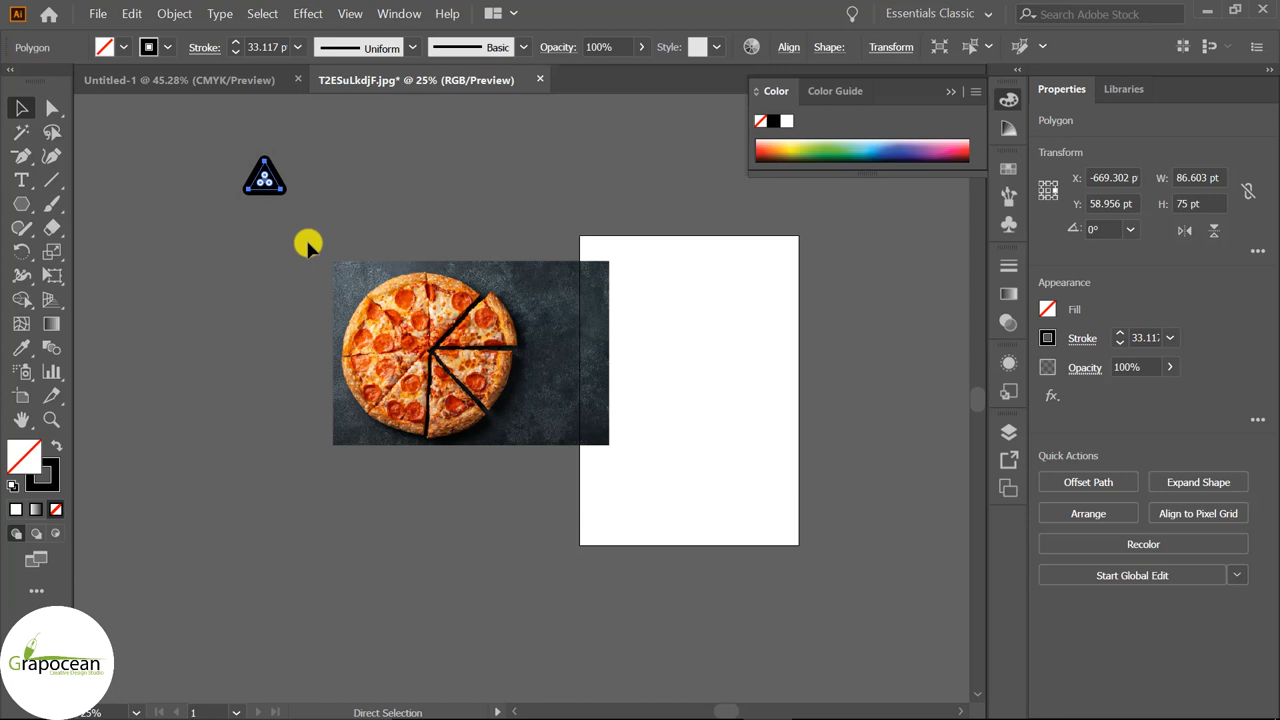 Ai File Edit Object Type Select Effect View Window Help Essentials Classic Search Adobe Stock
Polygon Stroke: 33.117 p Uniform Basic Opacity: 100% Style: Align Shape: Transform
Untitled-1 @ 45.28% (CMYK/Preview) × T2ESuLkdjF.jpg* @ 25% (RGB/Preview) ×
Color Color Guide
Properties Libraries
Polygon
Transform
X: -669.302 p W: 86.603 pt
Y: 58.956 pt H: 75 pt
0°
Appearance
Fill
Stroke 33.117
Opacity 100%
fx.
Quick Actions
Offset Path Expand Shape
Arrange Align to Pixel Grid
Recolor
Start Global Edit
Grapocean
Creative Design Studio
25% 1 Direct Selection